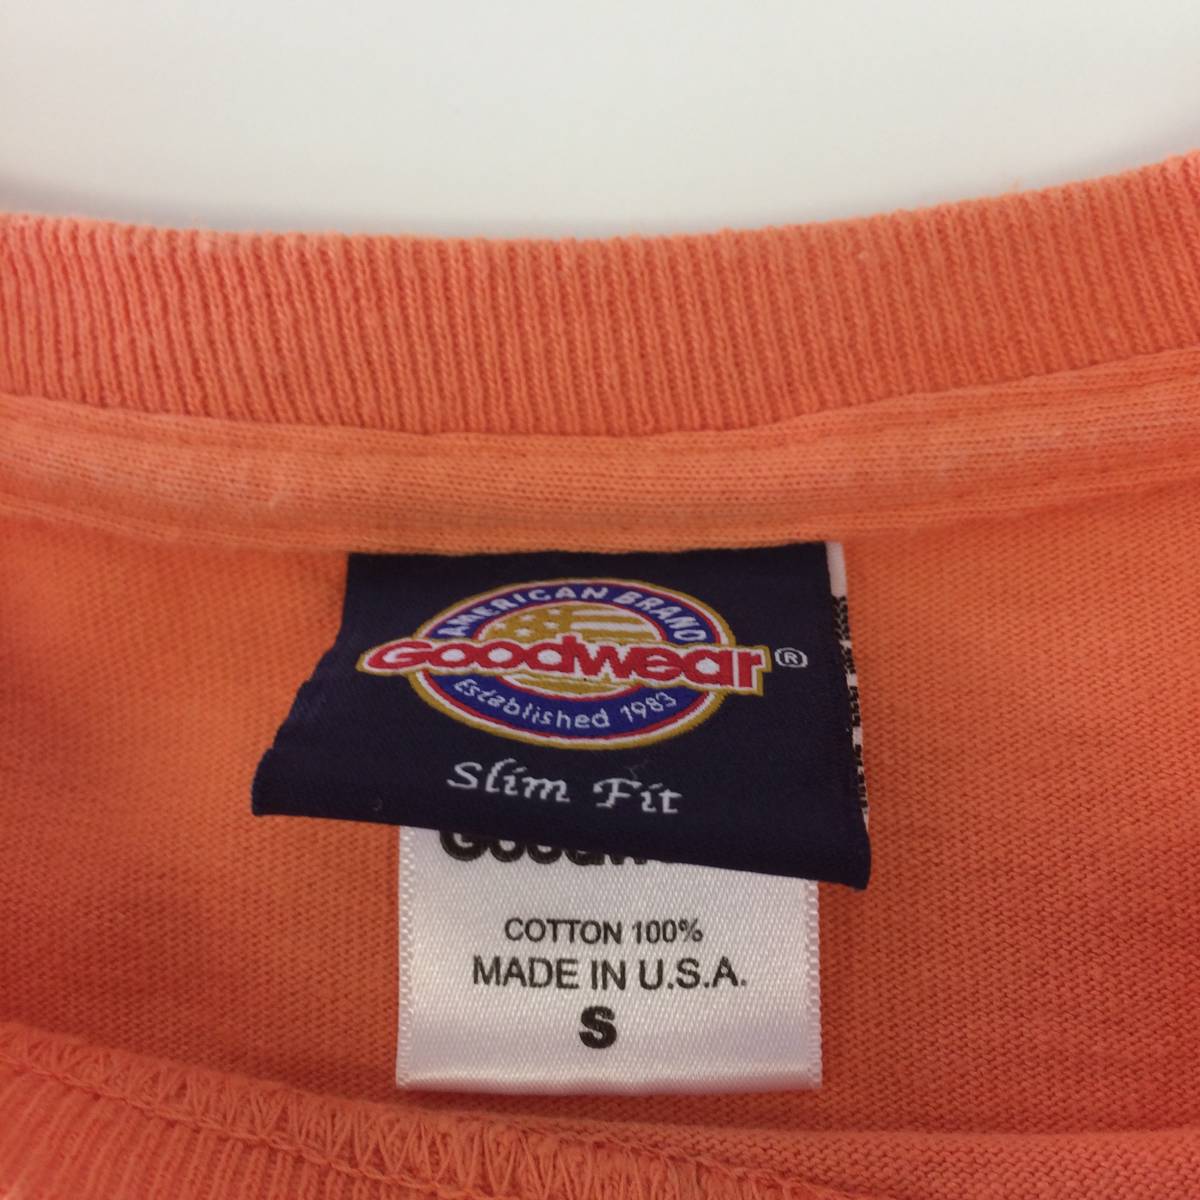 AMERICAN BRAND
Goodwear ®
Established 1983
Slim Fit
COTTON 100%
MADE IN U.S.A.
S